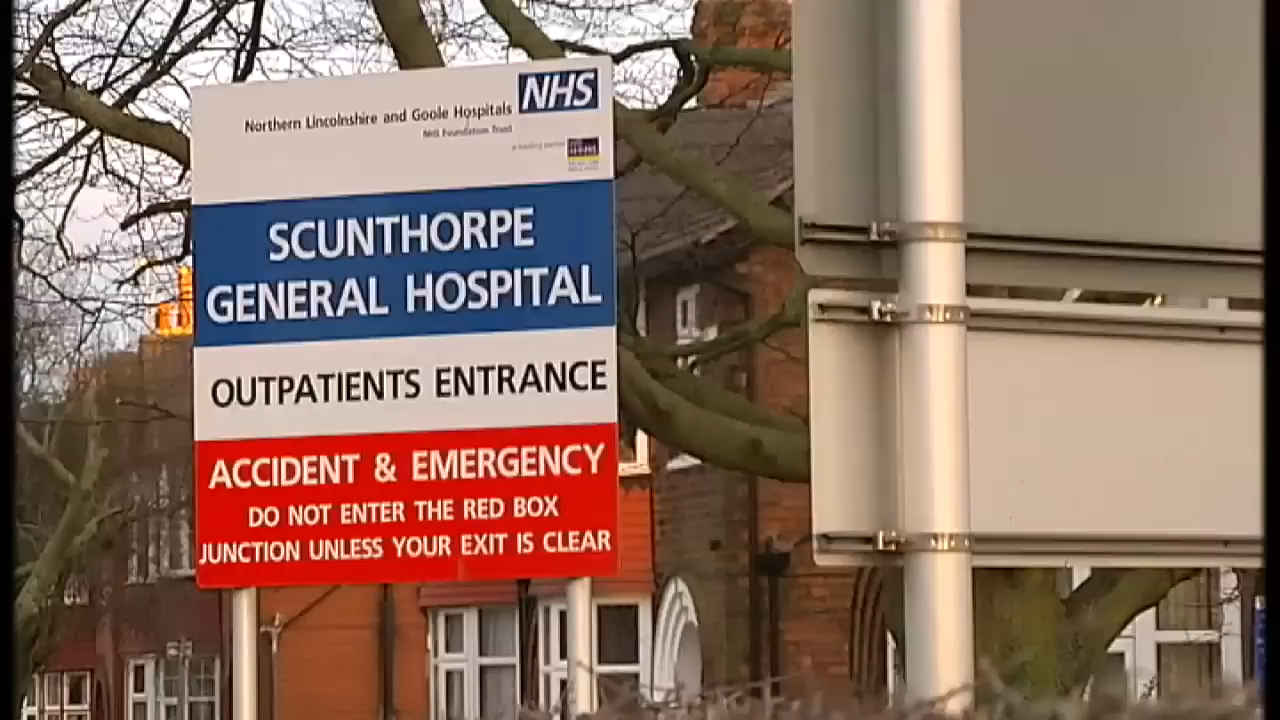 NHS
Northern Lincolnshire and Goole Hospitals
NHS Foundation Trust
SCUNTHORPE
GENERAL HOSPITAL
OUTPATIENTS ENTRANCE
ACCIDENT & EMERGENCY
DO NOT ENTER THE RED BOX
JUNCTION UNLESS YOUR EXIT IS CLEAR